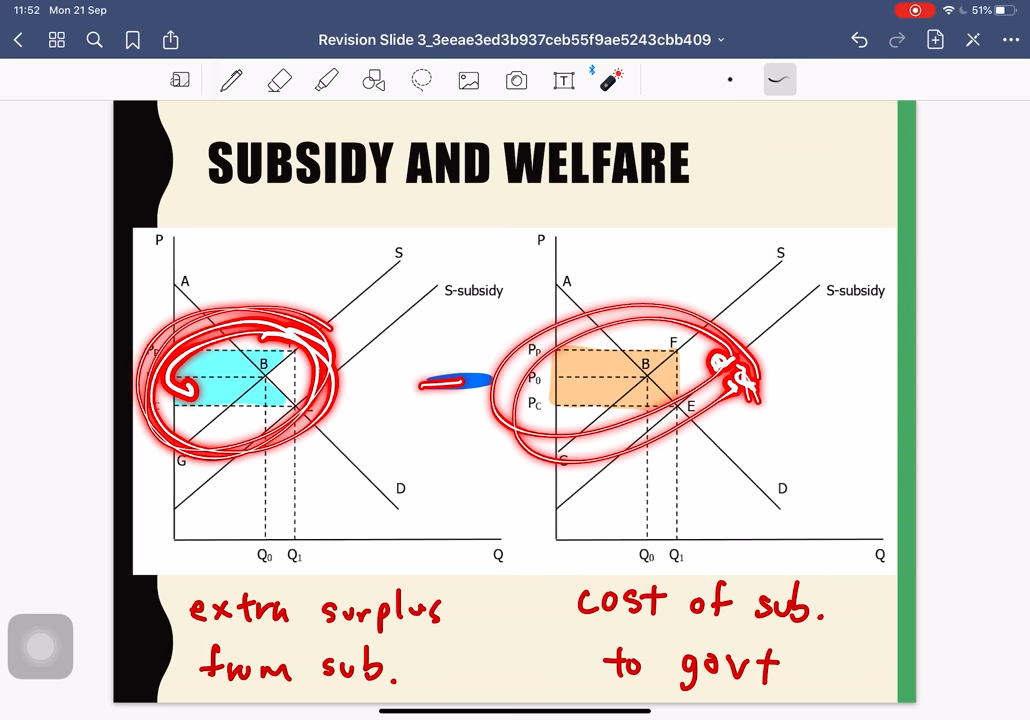 11:52 Mon 21 Sep
51%
Revision Slide 3_3eeae3ed3b937ceb55f9ae5243cbb409
T
SUBSIDY AND WELFARE
P
A
S
S-subsidy
B
G
D
Q₀ Q₁ Q
P
A
S
S-subsidy
F
Pₚ
B
P₀
P_C
E
G
D
Q₀ Q₁ Q
extra surplus
from sub.
cost of sub.
to govt